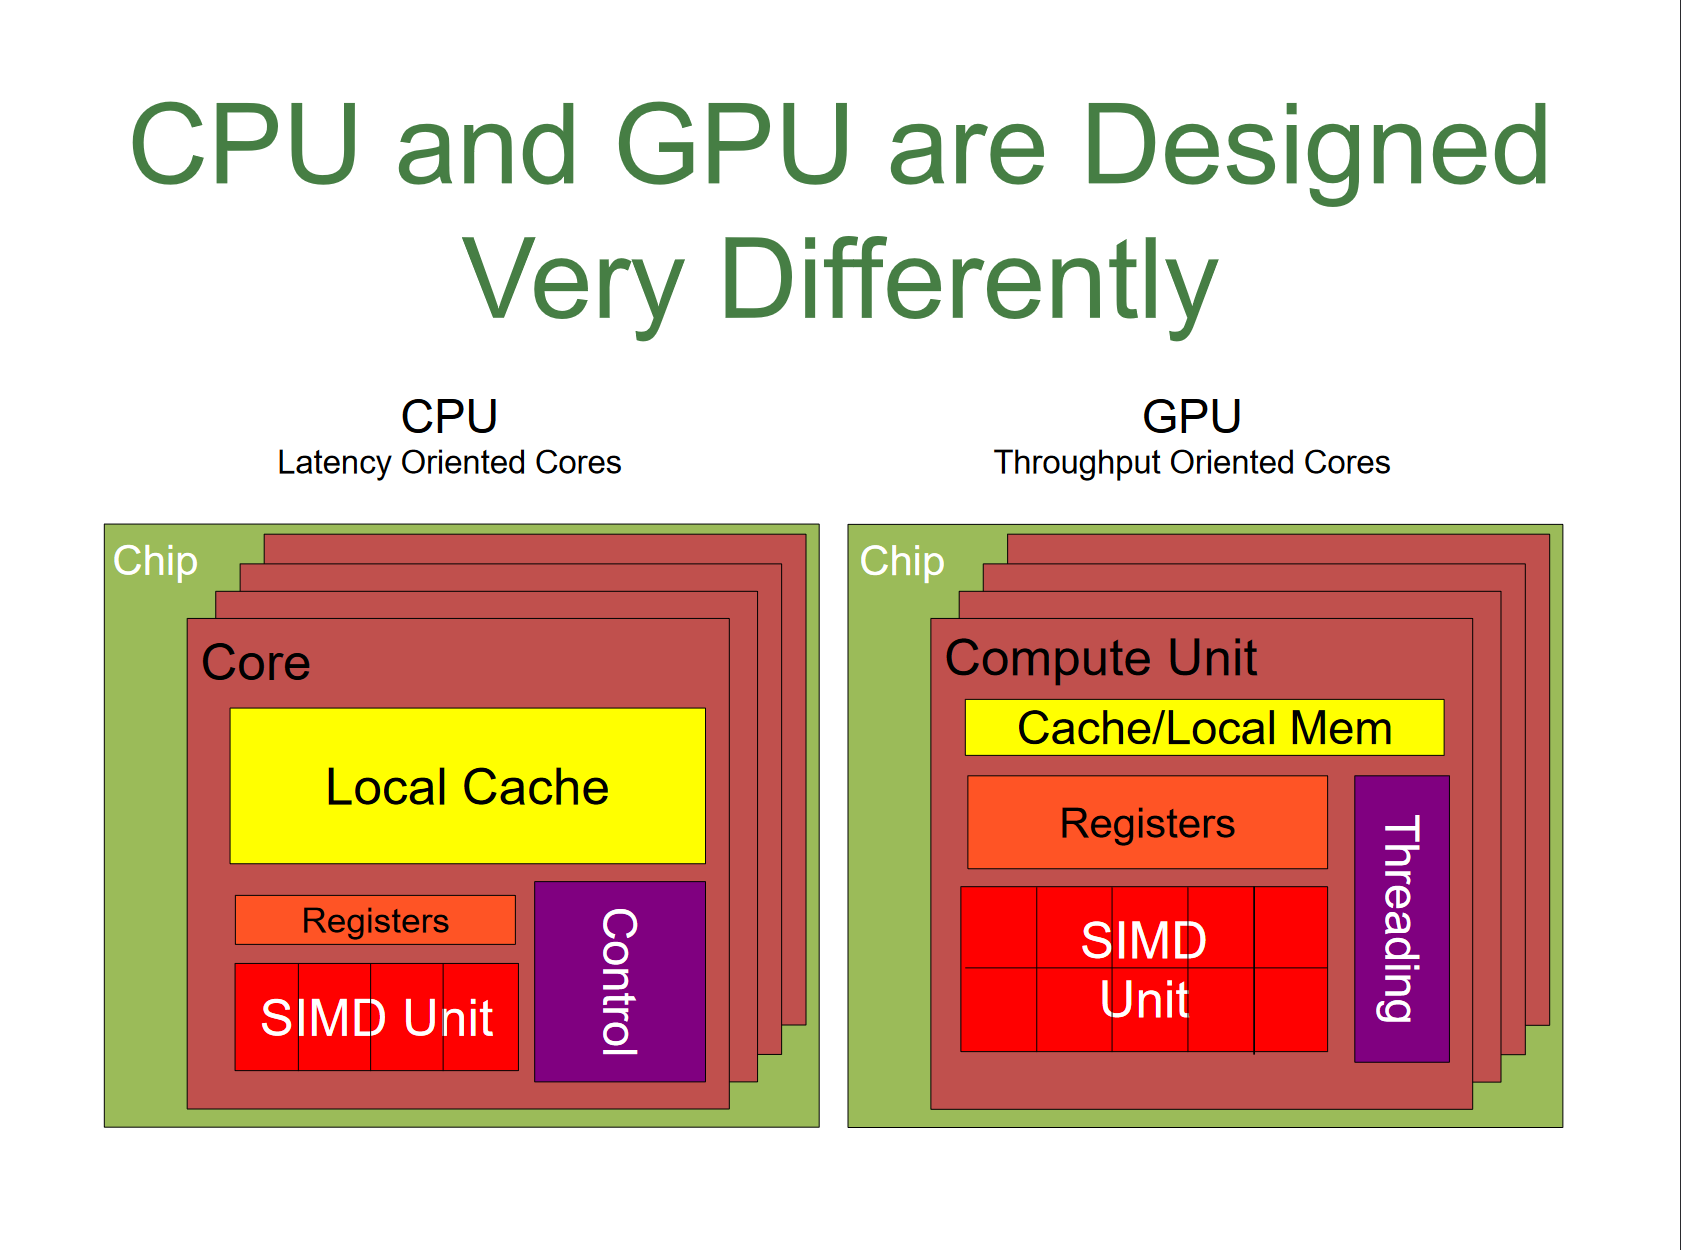 CPU and GPU are Designed
Very Differently
CPU
Latency Oriented Cores
Chip
Core
Local Cache
Registers
SIMD Unit
Control
GPU
Throughput Oriented Cores
Chip
Compute Unit
Cache/Local Mem
Registers
SIMD
Unit
Threading